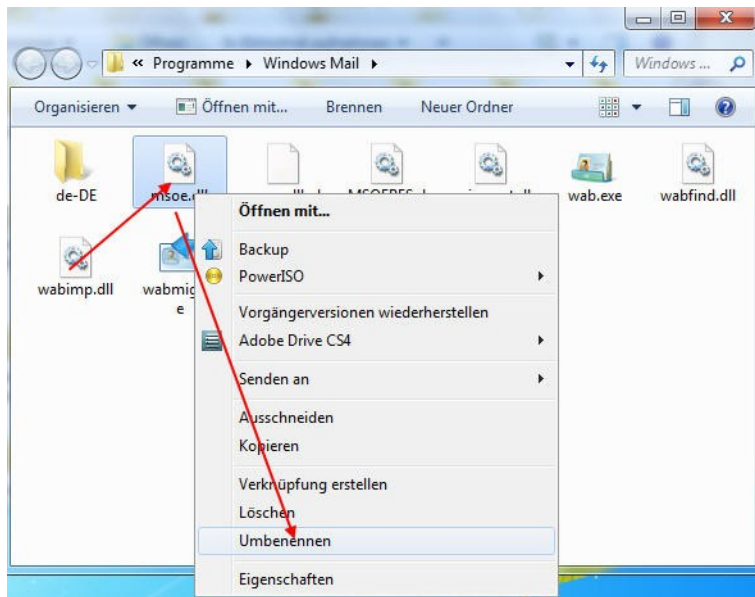 « Programme ▸ Windows Mail ▸
Windows ...
Organisieren
Öffnen mit...
Brennen
Neuer Ordner
de-DE
msoe.dll
wab.exe
wabfind.dll
wabimp.dll
wabmig
e
Öffnen mit...
Backup
PowerISO
Vorgängerversionen wiederherstellen
Adobe Drive CS4
Senden an
Ausschneiden
Kopieren
Verknüpfung erstellen
Löschen
Umbenennen
Eigenschaften